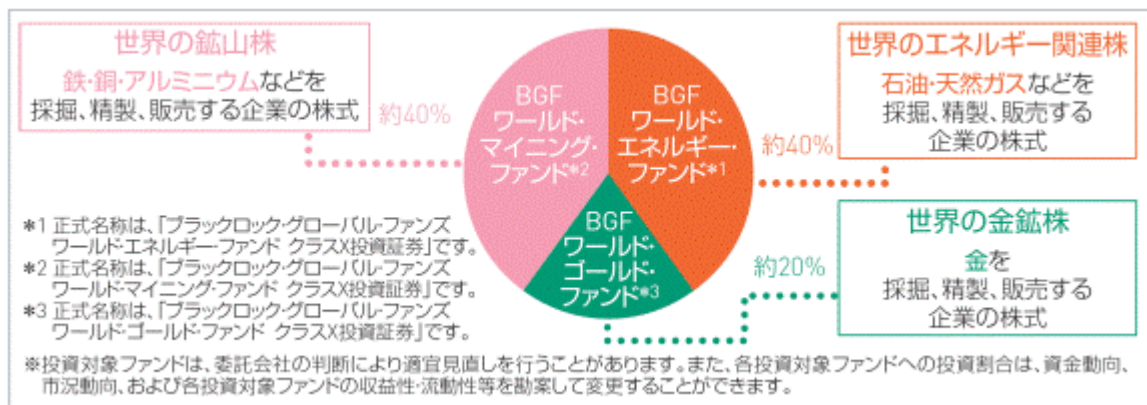 世界の鉱山株
鉄・銅・アルミニウムなどを
採掘、精製、販売する企業の株式
約40%
BGF
ワールド・
マイニング・
ファンド*2
BGF
ワールド・
エネルギー・
ファンド*1
世界のエネルギー関連株
石油・天然ガスなどを
採掘、精製、販売する
企業の株式
約40%
BGF
ワールド・
ゴールド・
ファンド*3
約20%
世界の金鉱株
金を
採掘、精製、販売する
企業の株式
*1 正式名称は、「ブラックロック・グローバル・ファンズ
ワールド・エネルギー・ファンド クラスX投資証券」です。
*2 正式名称は、「ブラックロック・グローバル・ファンズ
ワールド・マイニング・ファンド クラスX投資証券」です。
*3 正式名称は、「ブラックロック・グローバル・ファンズ
ワールド・ゴールド・ファンド クラスX投資証券」です。
※投資対象ファンドは、委託会社の判断により適宜見直しを行うことがあります。また、各投資対象ファンドへの投資割合は、資金動向、
市況動向、および各投資対象ファンドの収益性・流動性等を勘案して変更することができます。